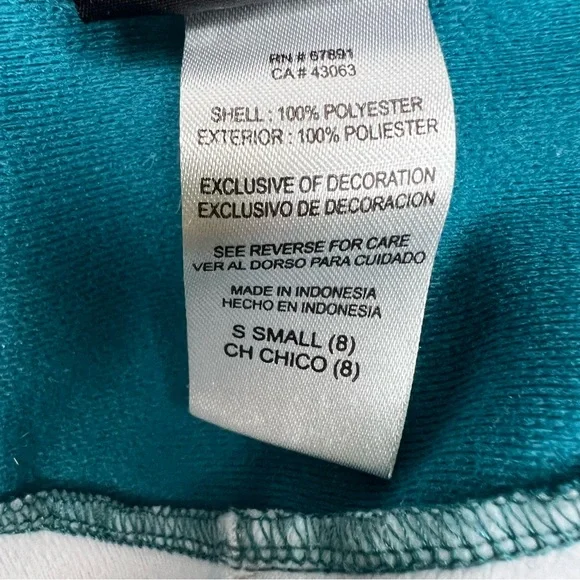 RN # 67891
CA # 43063
SHELL : 100% POLYESTER
EXTERIOR : 100% POLIESTER
EXCLUSIVE OF DECORATION
EXCLUSIVO DE DECORACION
SEE REVERSE FOR CARE
VER AL DORSO PARA CUIDADO
MADE IN INDONESIA
HECHO EN INDONESIA
S SMALL (8)
CH CHICO (8)